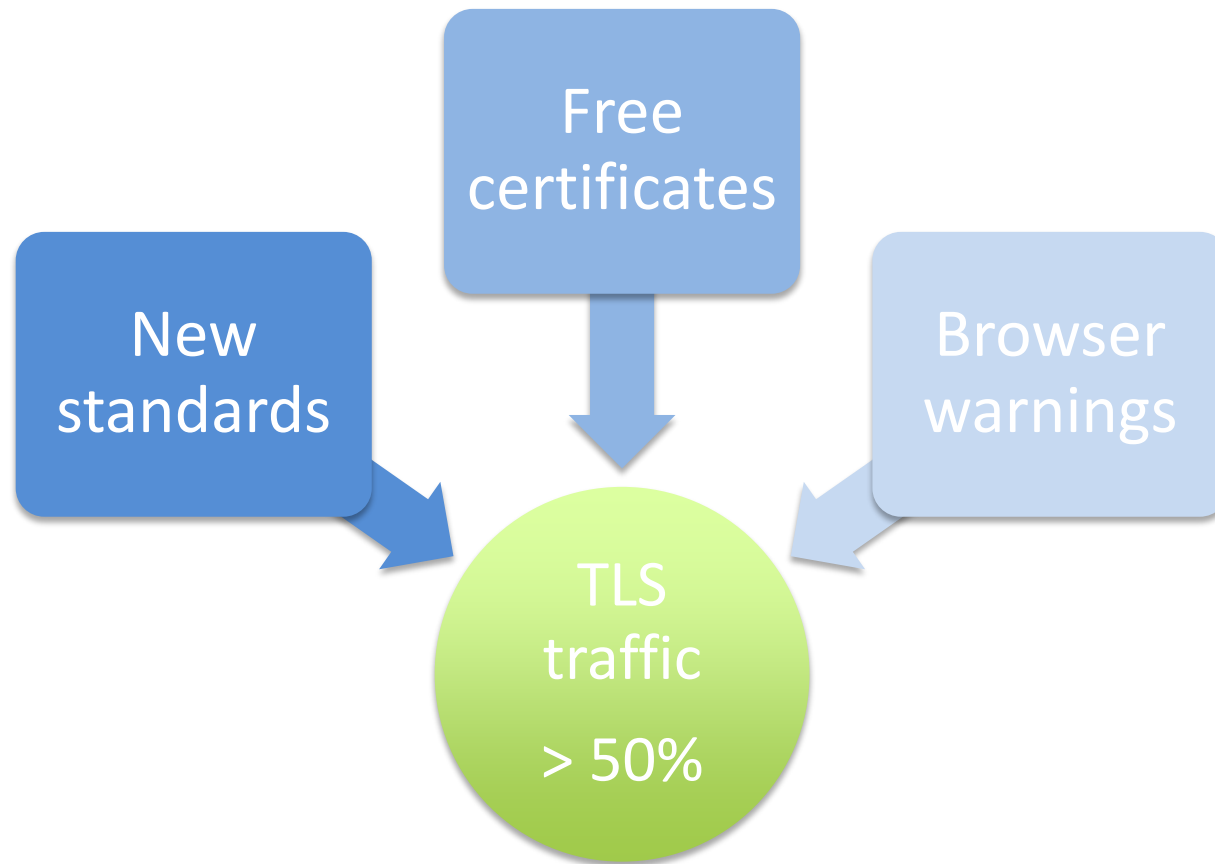 Free
certificates
New
standards
Browser
warnings
TLS
traffic
> 50%